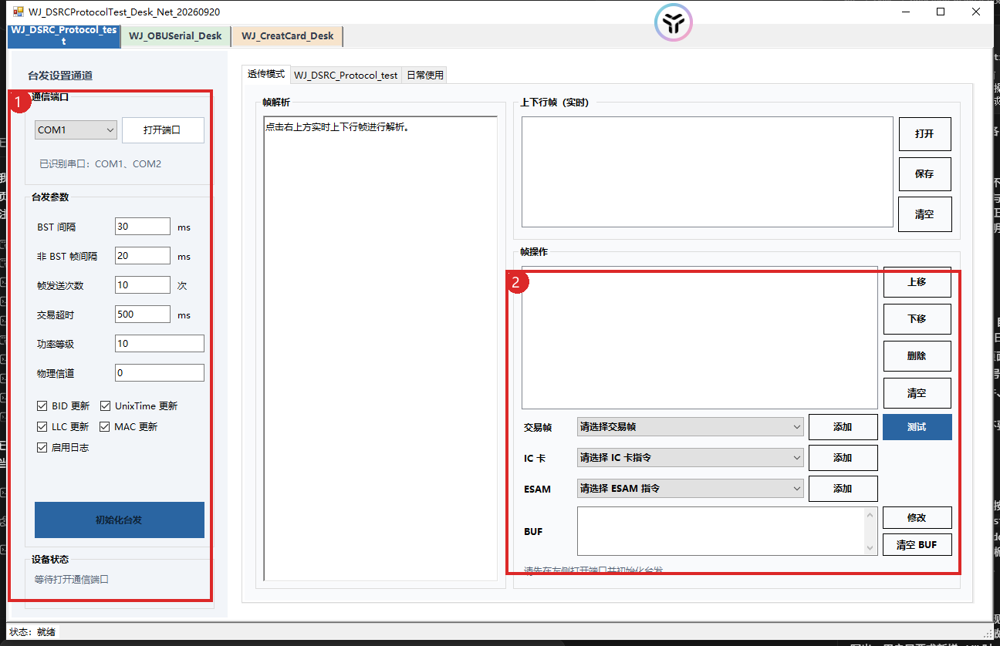 WJ_DSRCProtocolTest_Desk_Net_20260920
WJ_DSRC_Protocol_tes
t
WJ_OBUSerial_Desk
WJ_CreatCard_Desk
台发设置通道
1
通信端口
COM1
打开端口
已识别串口：COM1、COM2
台发参数
BST 间隔
30
ms
非 BST 帧间隔
20
ms
帧发送次数
10
次
交易超时
500
ms
功率等级
10
物理信道
0
BID 更新
UnixTime 更新
LLC 更新
MAC 更新
启用日志
初始化台发
设备状态
等待打开通信端口
透传模式
WJ_DSRC_Protocol_test
日常使用
帧解析
点击右上方实时上下行帧进行解析。
上下行帧（实时）
打开
保存
清空
帧操作
2
上移
下移
删除
清空
交易帧
请选择交易帧
添加
测试
IC 卡
请选择 IC 卡指令
添加
ESAM
请选择 ESAM 指令
添加
BUF
修改
清空 BUF
请先在左侧打开端口并初始化台发
状态：就绪